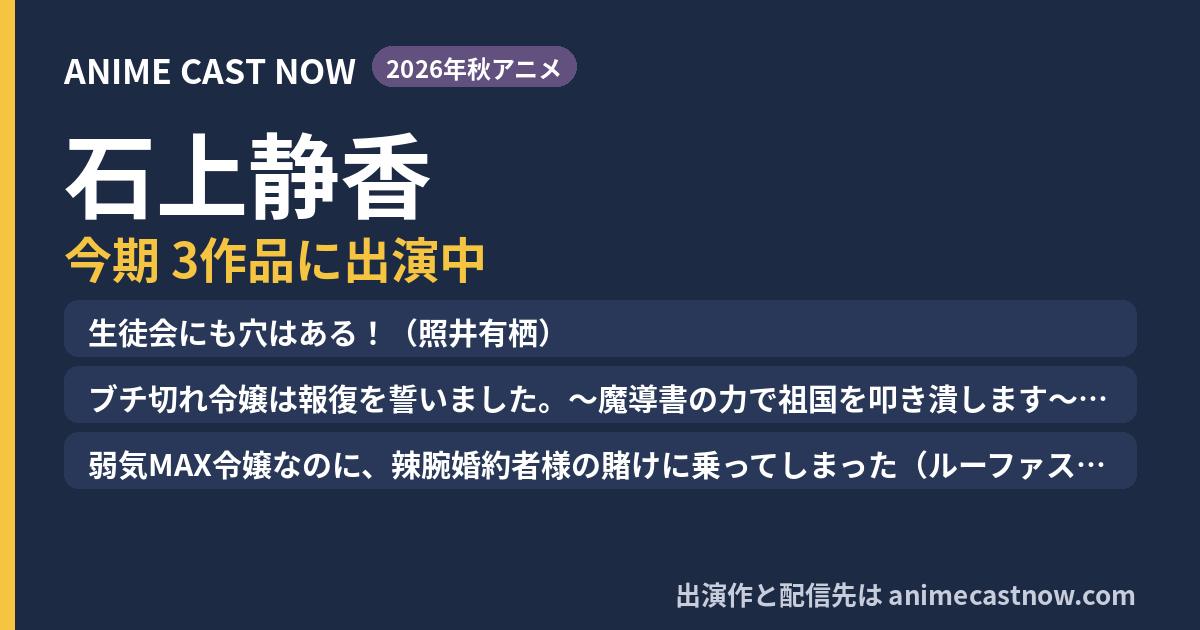 ANIME CAST NOW 2026年秋アニメ
石上静香
今期 3作品に出演中
生徒会にも穴はある！（照井有栖）
ブチ切れ令嬢は報復を誓いました。～魔導書の力で祖国を叩き潰します～…
弱気MAX令嬢なのに、辣腕婚約者様の賭けに乗ってしまった（ルーファス…
出演作と配信先は animecastnow.com